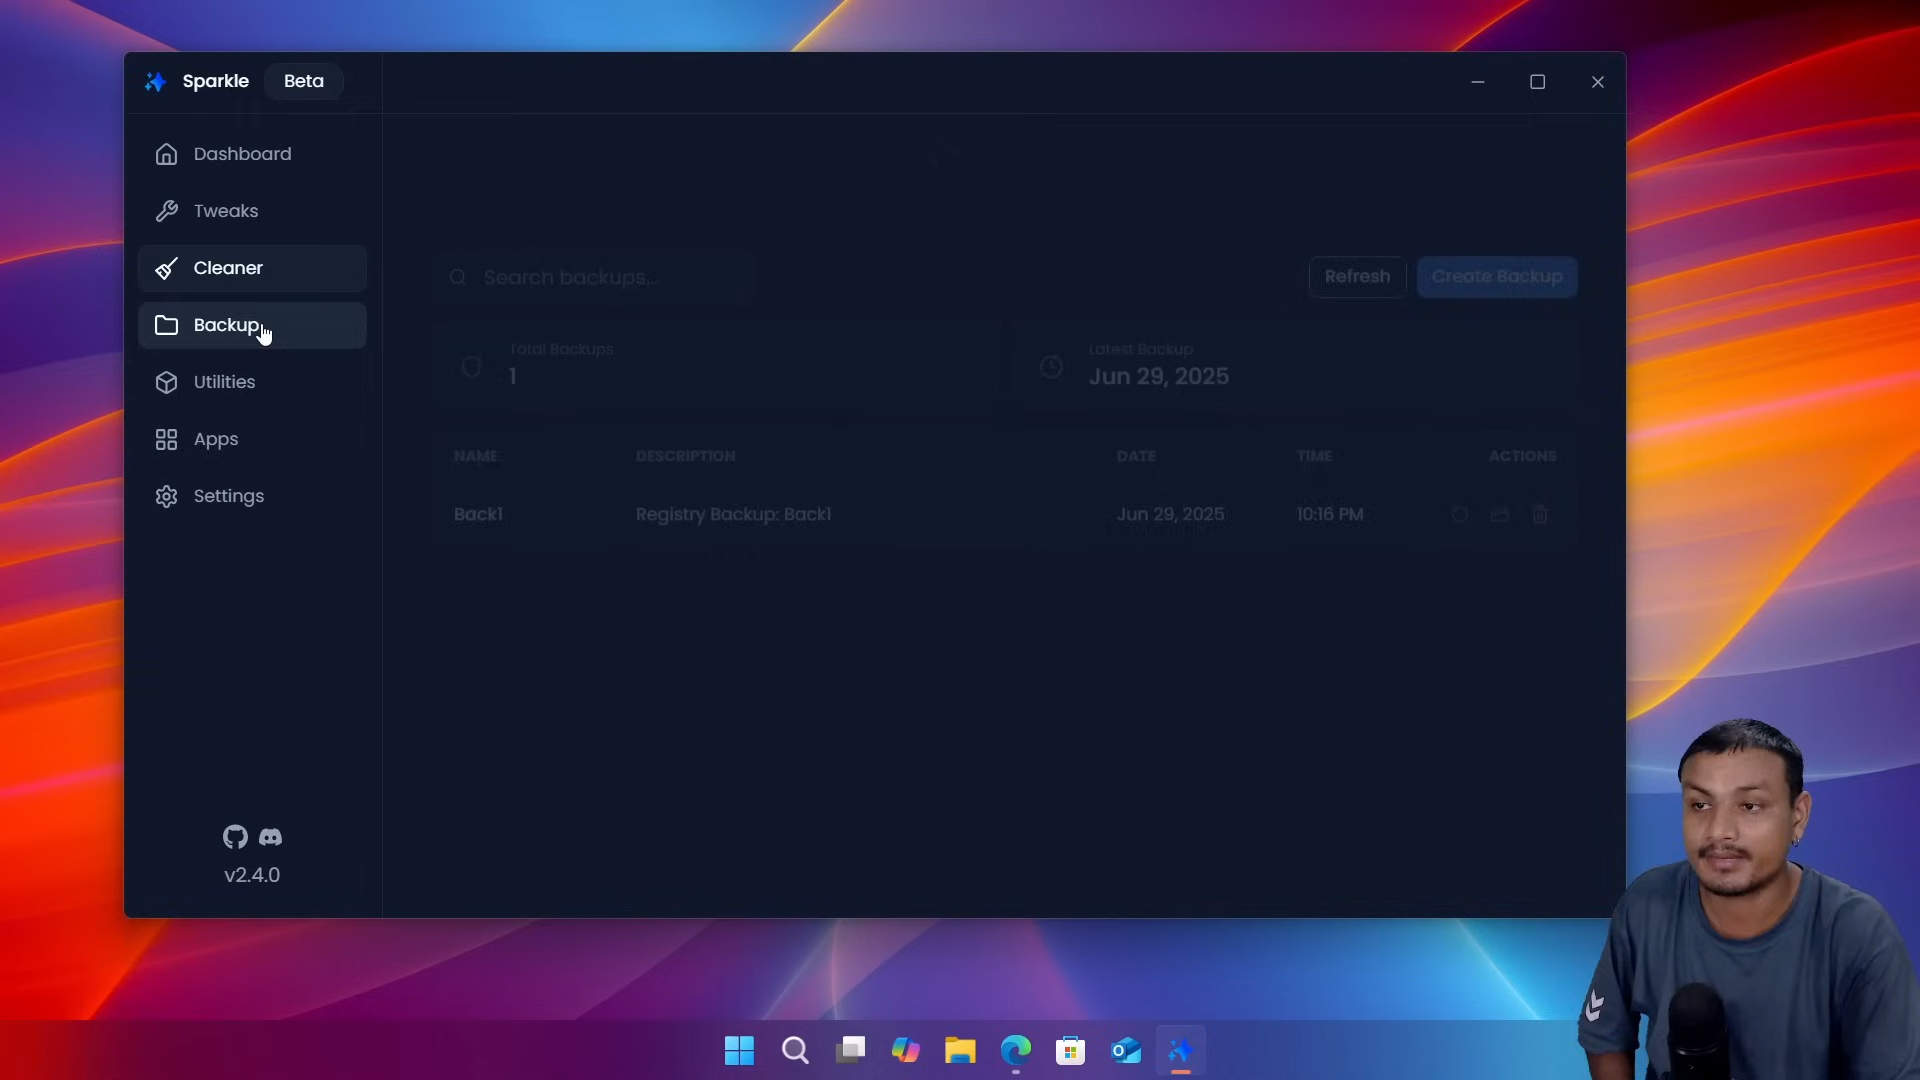 Sparkle Beta
Dashboard
Tweaks
Cleaner
Backup
Utilities
Apps
Settings
v2.4.0
Search backups...
Refresh
Create Backup
Total Backups
1
Latest Backup
Jun 29, 2025
NAME DESCRIPTION DATE TIME ACTIONS
Back1 Registry Backup: Back1 Jun 29, 2025 10:16 PM